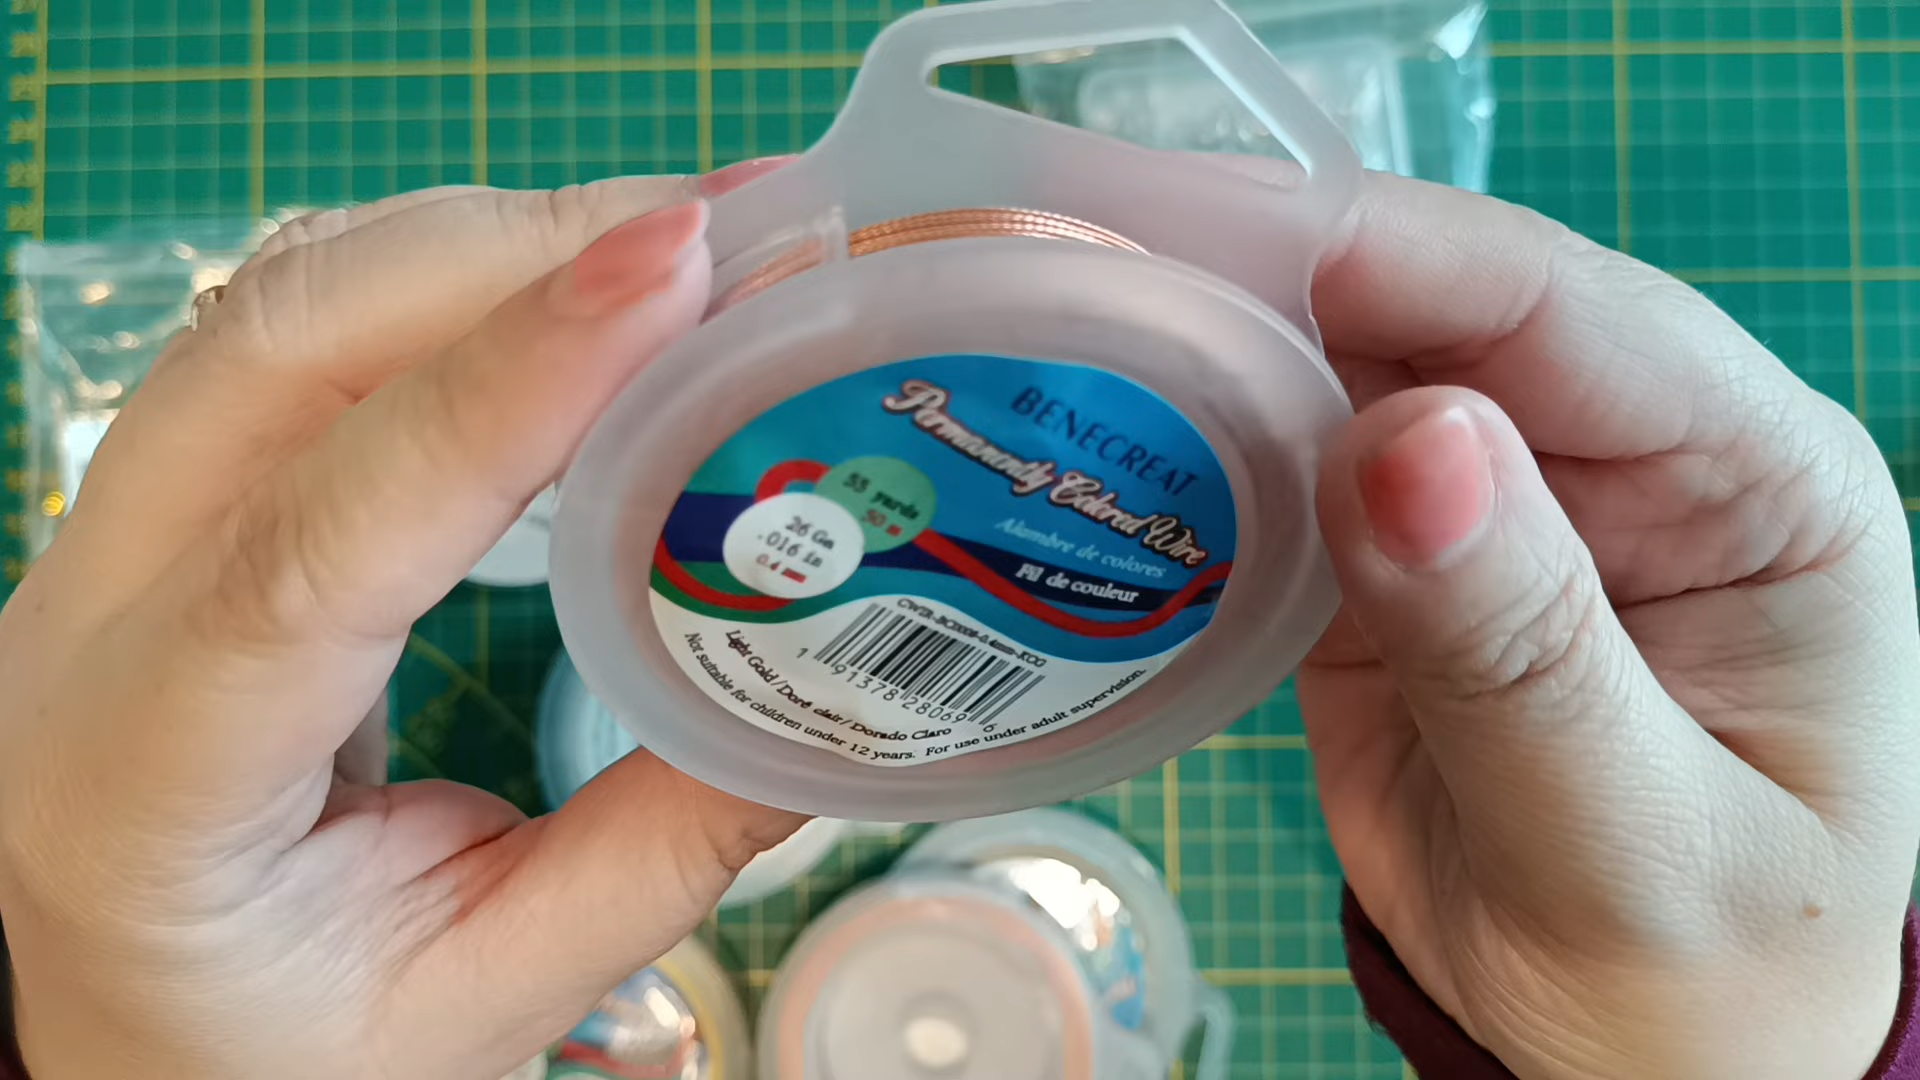 BENECREAT
Permanently Colored Wire
Alambre de colores
Fil de couleur
55 yards
50 m
26 Ga
.016 in
0.4 mm
1 91378 28069 6
Light Gold / Doré clair / Dorado Claro
Not suitable for children under 12 years. For use under adult supervision.